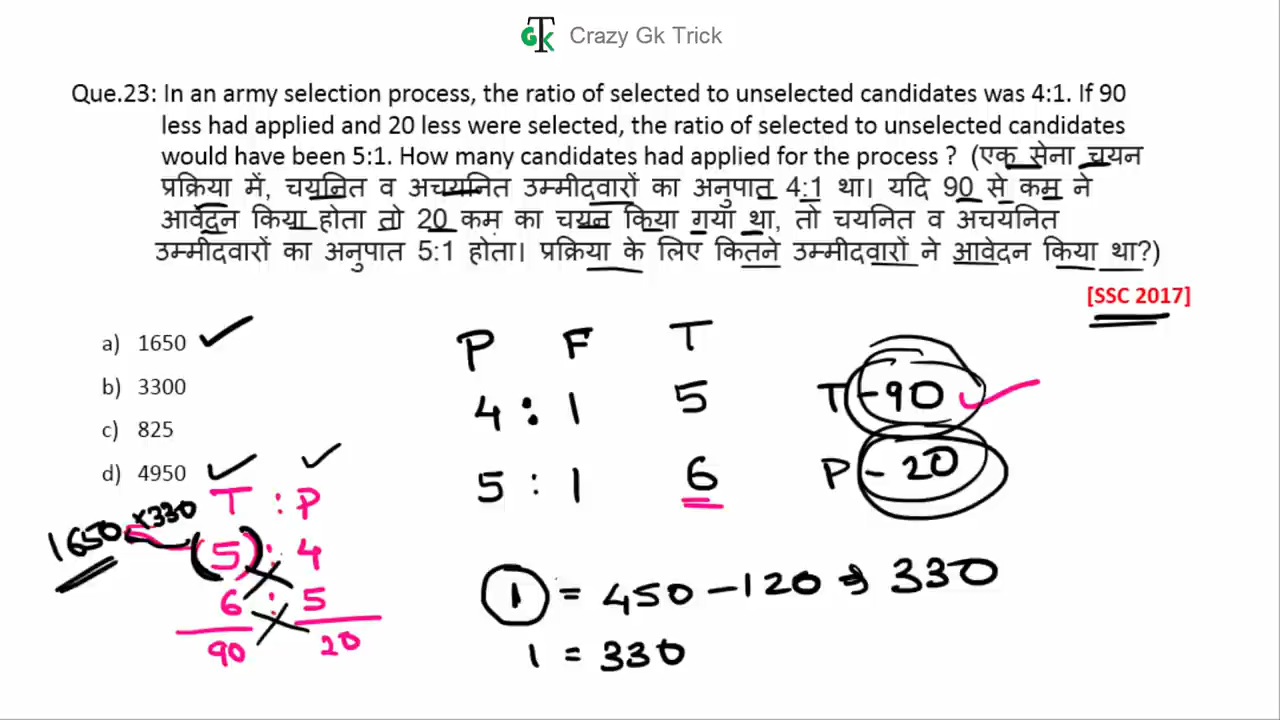 Crazy Gk Trick
Que.23: In an army selection process, the ratio of selected to unselected candidates was 4:1. If 90
less had applied and 20 less were selected, the ratio of selected to unselected candidates
would have been 5:1. How many candidates had applied for the process ? (एक सेना चयन
प्रक्रिया में, चयनित व अचयनित उम्मीदवारों का अनुपात 4:1 था। यदि 90 से कम ने
आवेदन किया होता तो 20 कम का चयन किया गया था, तो चयनित व अचयनित
उम्मीदवारों का अनुपात 5:1 होता। प्रक्रिया के लिए कितने उम्मीदवारों ने आवेदन किया था?)
[SSC 2017]
a) 1650
b) 3300
c) 825
d) 4950
P F T
4 : 1 5
5 : 1 6
T - 90
P - 20
T : P
1650 ×330 (5) : 4
6 : 5
90 20
1 = 450 - 120 ⇒ 330
1 = 330